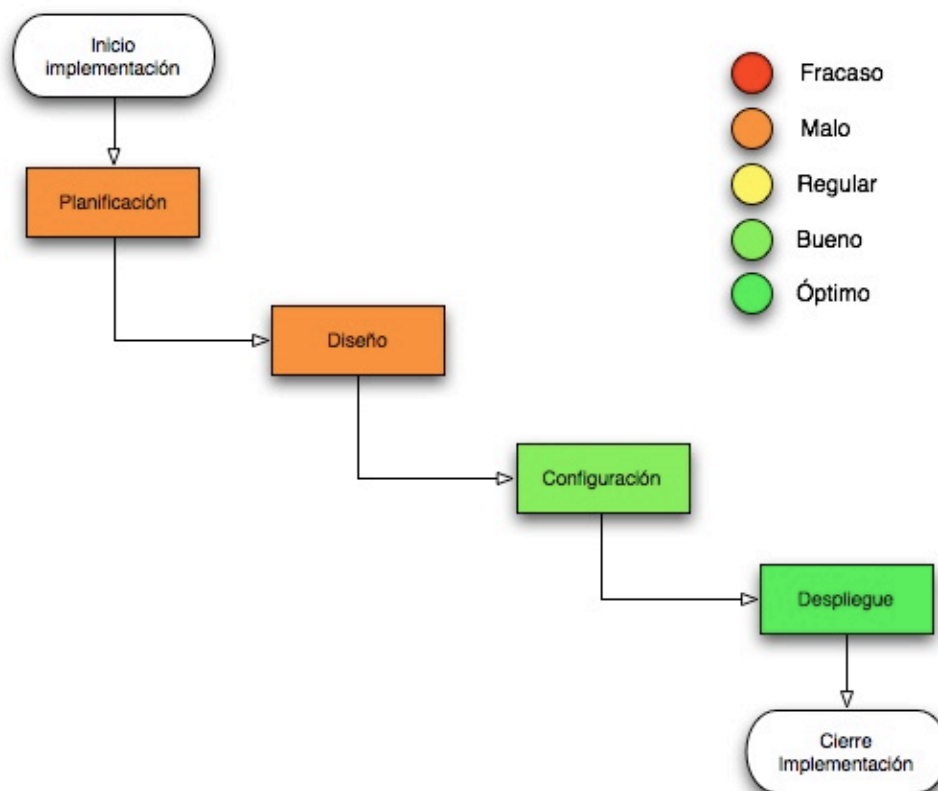 Inicio
implementación
Fracaso
Malo
Planificación
Regular
Bueno
Óptimo
Diseño
Configuración
Despliegue
Cierre
Implementación